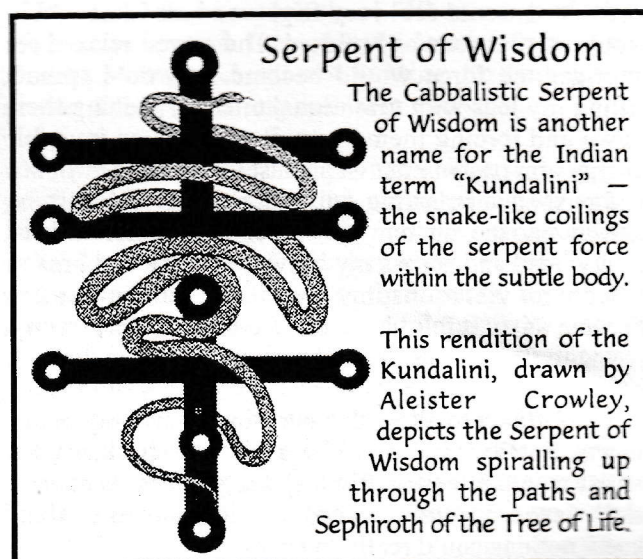 Serpent of Wisdom
The Cabbalistic Serpent
of Wisdom is another
name for the Indian
term “Kundalini” —
the snake-like coilings
of the serpent force
within the subtle body.
This rendition of the
Kundalini, drawn by
Aleister Crowley,
depicts the Serpent of
Wisdom spiralling up
through the paths and
Sephiroth of the Tree of Life.